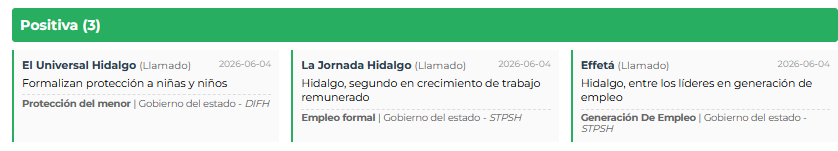 Positiva (3)
El Universal Hidalgo (Llamado) 2026-06-04
Formalizan protección a niñas y niños
Protección del menor | Gobierno del estado - DIFH
La Jornada Hidalgo (Llamado) 2026-06-04
Hidalgo, segundo en crecimiento de trabajo
remunerado
Empleo formal | Gobierno del estado - STPSH
Effetá (Llamado) 2026-06-04
Hidalgo, entre los líderes en generación de
empleo
Generación De Empleo | Gobierno del estado -
STPSH